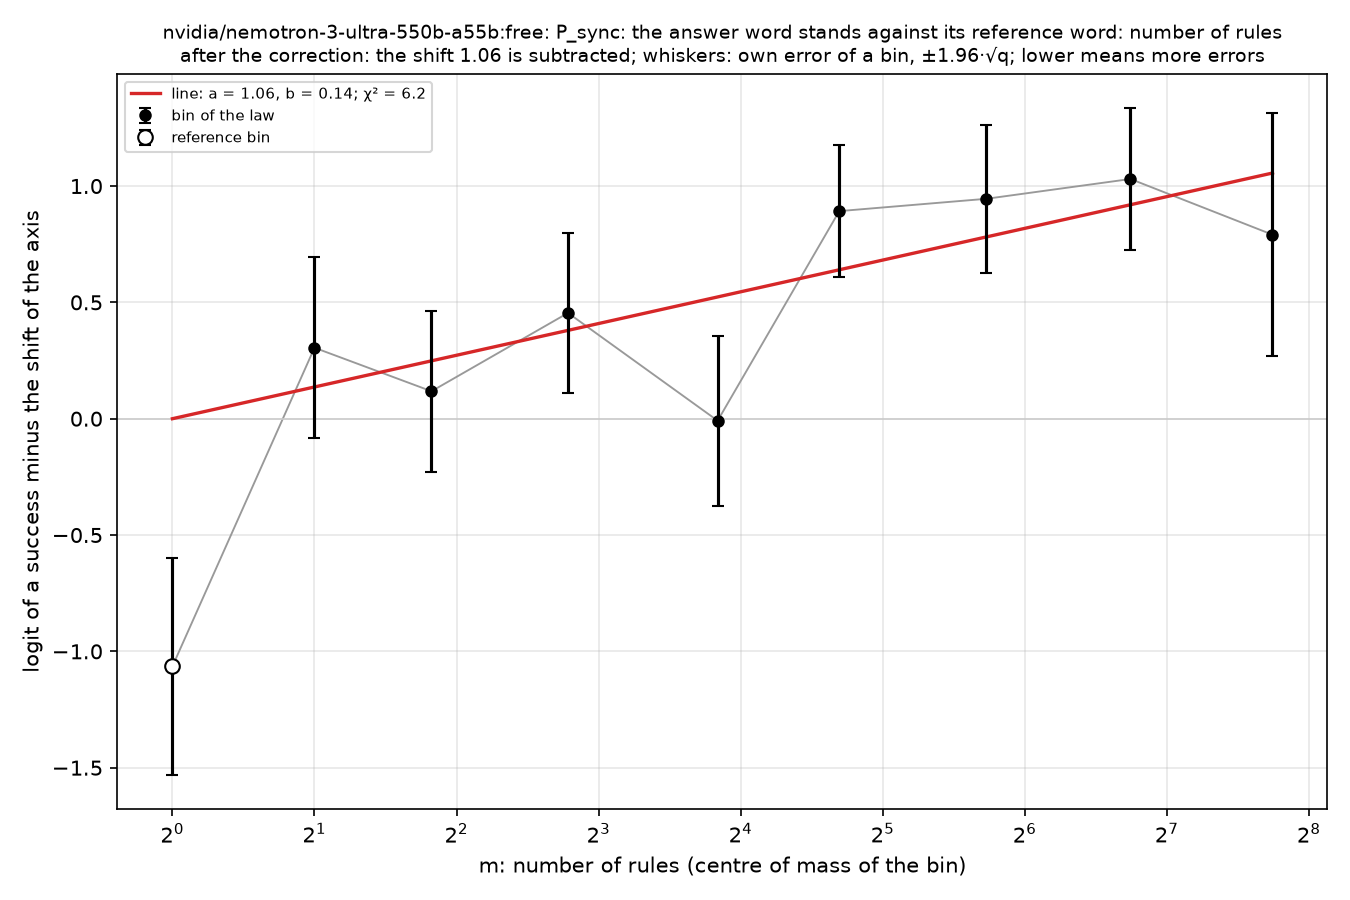 nvidia/nemotron-3-ultra-550b-a55b:free: P_sync: the answer word stands against its reference word: number of rules
after the correction: the shift 1.06 is subtracted; whiskers: own error of a bin, ±1.96·√q; lower means more errors
line: a = 1.06, b = 0.14; χ² = 6.2
bin of the law
reference bin
logit of a success minus the shift of the axis
1.0
0.5
0.0
−0.5
−1.0
−1.5
2⁰ 2¹ 2² 2³ 2⁴ 2⁵ 2⁶ 2⁷ 2⁸
m: number of rules (centre of mass of the bin)